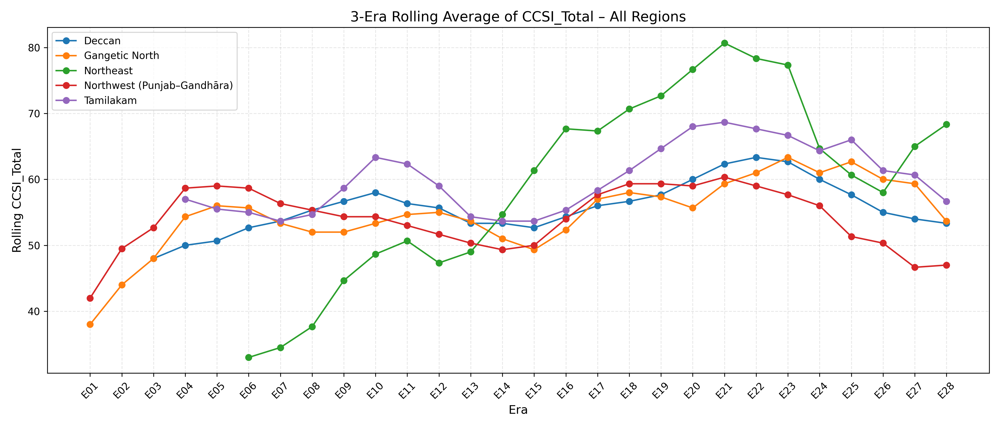 3-Era Rolling Average of CCSI_Total – All Regions
Deccan
Gangetic North
Northeast
Northwest (Punjab–Gandhāra)
Tamilakam
Rolling CCSI_Total
80
70
60
50
40
E01 E02 E03 E04 E05 E06 E07 E08 E09 E10 E11 E12 E13 E14 E15 E16 E17 E18 E19 E20 E21 E22 E23 E24 E25 E26 E27 E28
Era